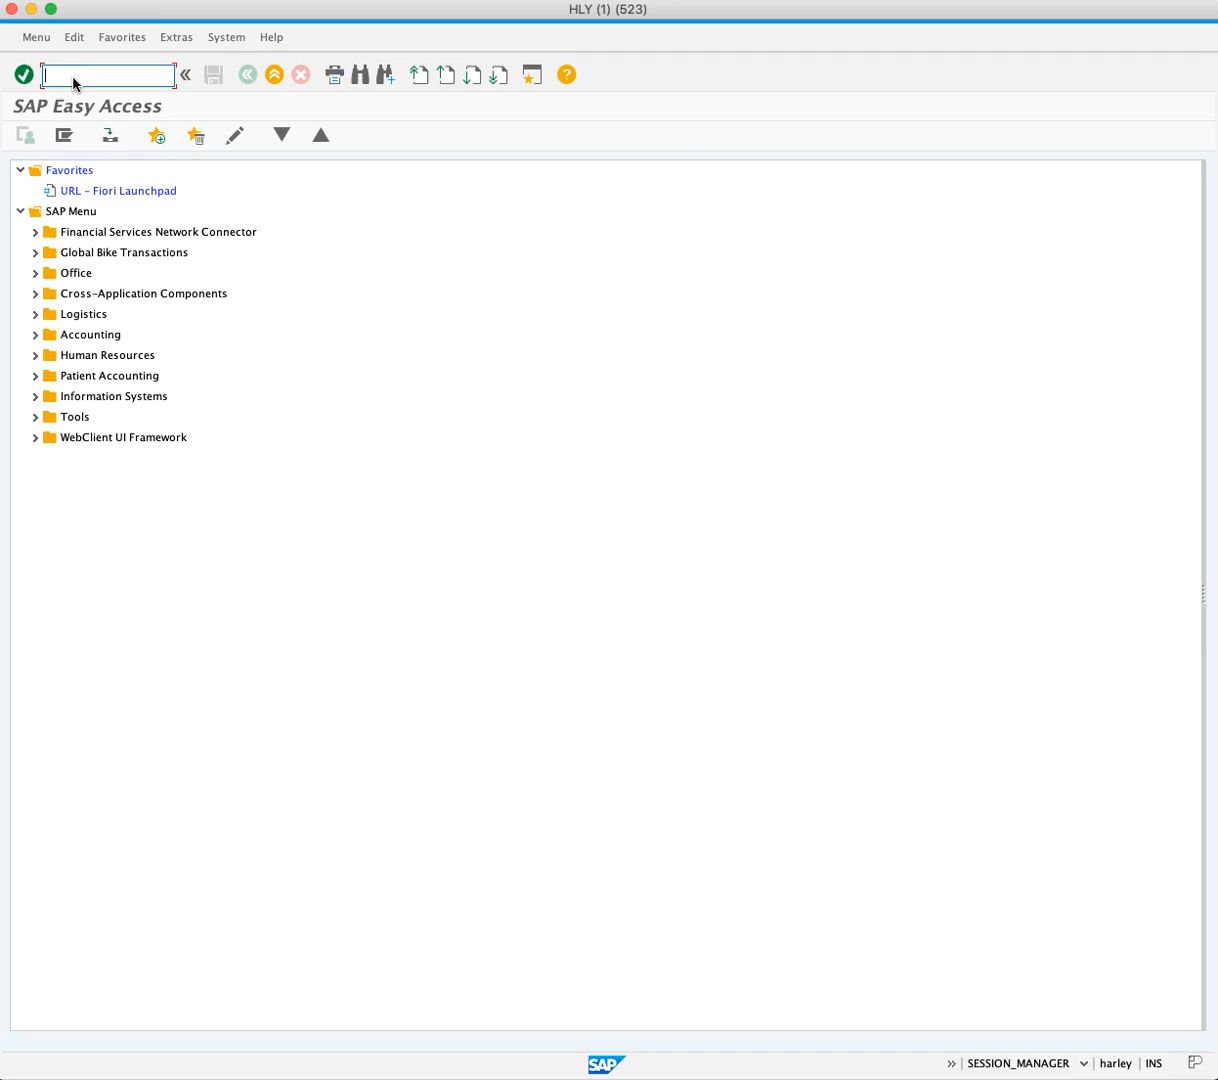 HLY (1) (523)
Menu Edit Favorites Extras System Help
SAP Easy Access
Favorites
URL - Fiori Launchpad
SAP Menu
Financial Services Network Connector
Global Bike Transactions
Office
Cross-Application Components
Logistics
Accounting
Human Resources
Patient Accounting
Information Systems
Tools
WebClient UI Framework
SAP SESSION_MANAGER harley INS